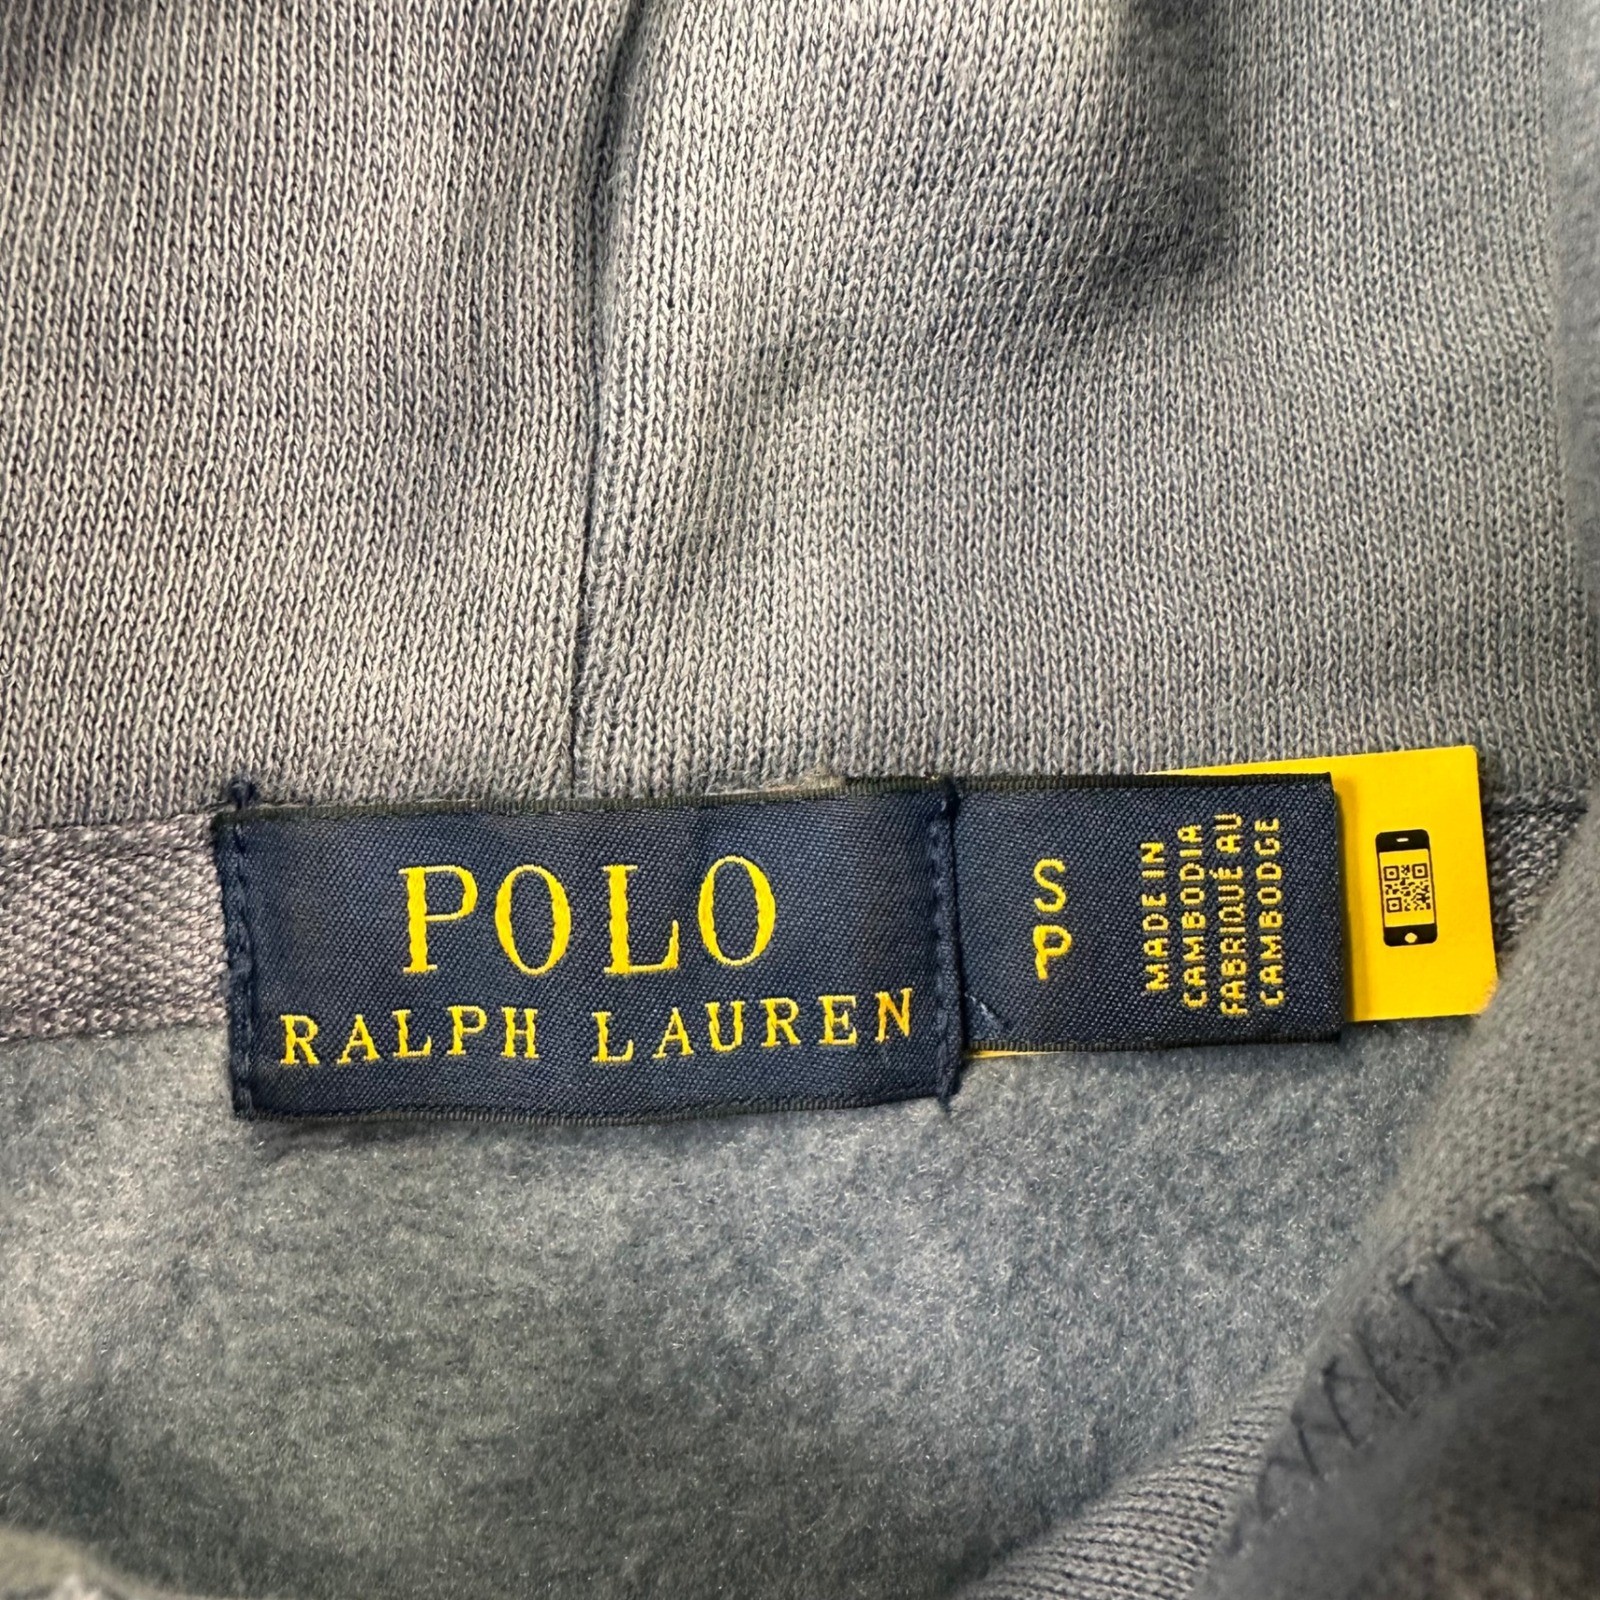 POLO
RALPH LAUREN
S
P
MADE IN
CAMBODIA
FABRIQUÉ AU
CAMBODGE